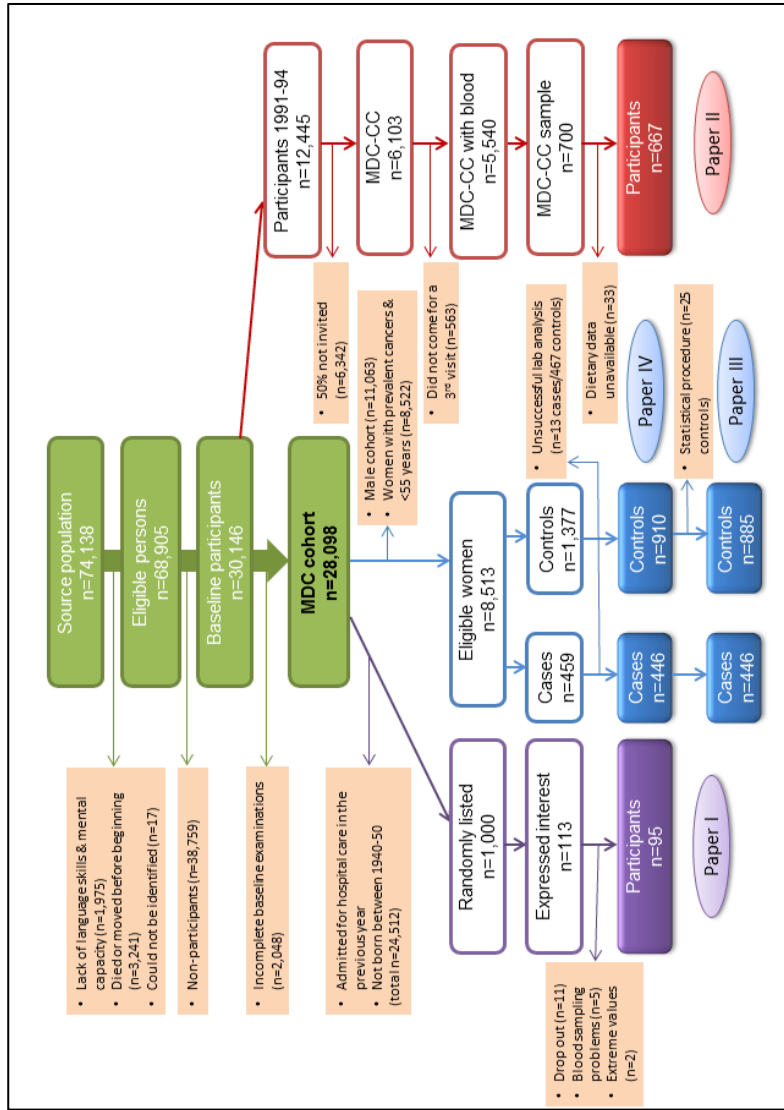 Source population
n=74,138
Eligible persons
n=68,905
Baseline participants
n=30,146
MDC cohort
n=28,098
• Lack of language skills & mental
capacity (n=1,975)
• Died or moved before beginning
(n=3,241)
• Could not be identified (n=17)
• Non-participants (n=38,759)
• Incomplete baseline examinations
(n=2,048)
• Admitted for hospital care in the
previous year
• Not born between 1940-50
(total n=24,512)
Randomly listed
n=1,000
Expressed interest
n=113
• Drop out (n=11)
• Blood sampling
problems (n=5)
• Extreme values
(n=2)
Participants
n=95
Paper I
• Male cohort (n=11,063)
• Women with prevalent cancers &
<55 years (n=8,522)
Eligible women
n=8,513
Cases
n=459
Controls
n=1,377
• Unsuccessful lab analysis
(n=13 cases/467 controls)
Cases
n=446
Controls
n=910
Paper IV
• Statistical procedure (n=25
controls)
Cases
n=446
Controls
n=885
Paper III
Participants 1991-94
n=12,445
• 50% not invited
(n=6,342)
MDC-CC
n=6,103
• Did not come for a
3rd visit (n=563)
MDC-CC with blood
n=5,540
MDC-CC sample
n=700
• Dietary data
unavailable (n=33)
Participants
n=667
Paper II